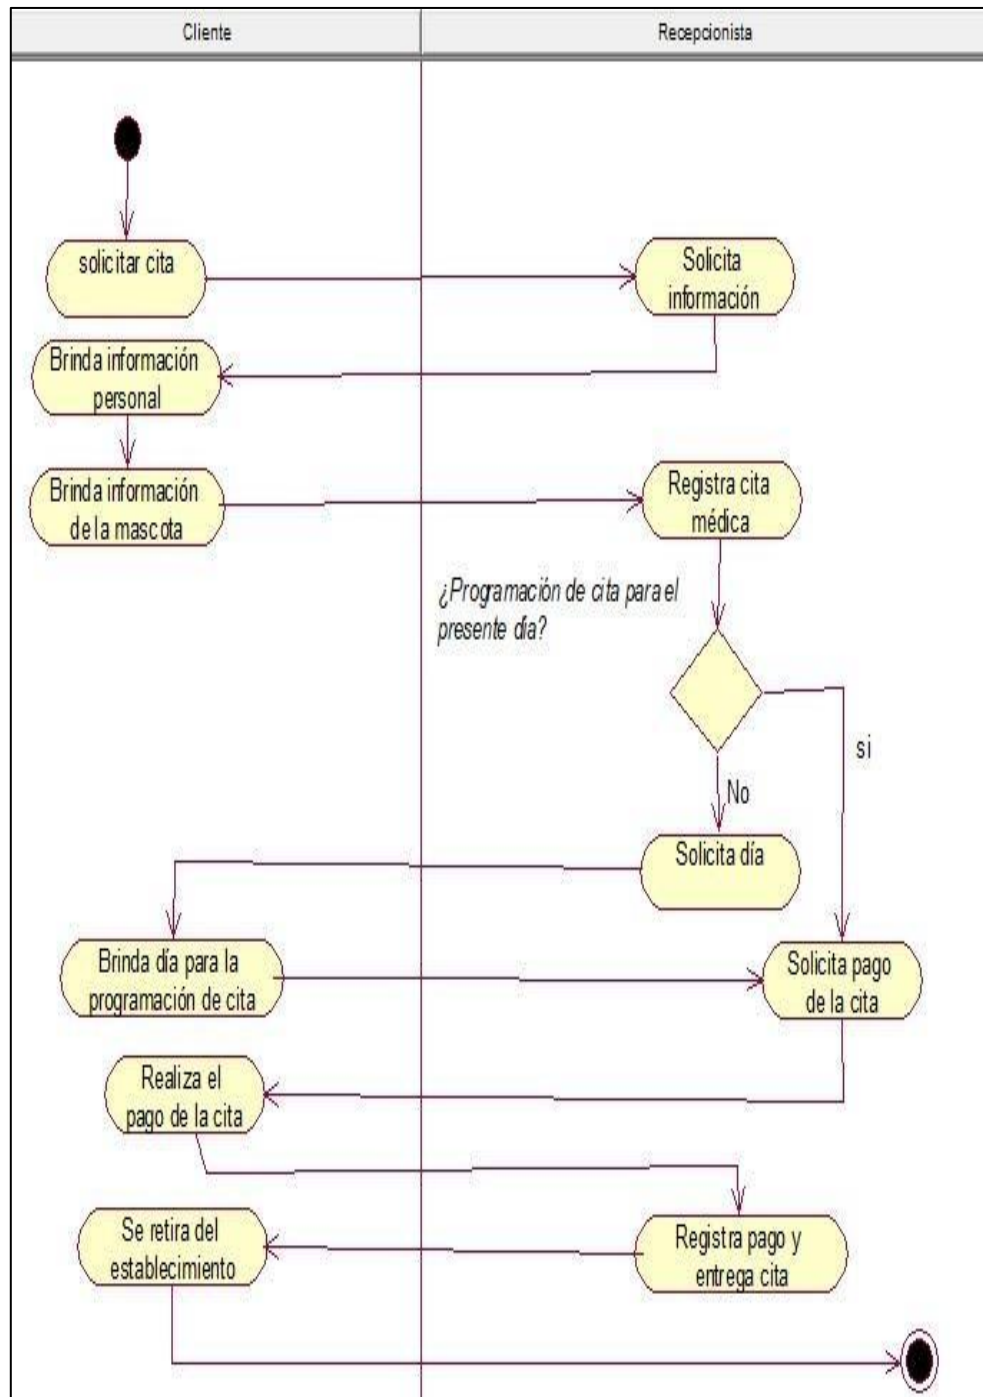 Cliente
Recepcionista
solicitar cita
Solicita
información
Brinda información
personal
Brinda información
de la mascota
Registra cita
médica
¿Programación de cita para el
presente día?
si
No
Solicita día
Brinda día para la
programación de cita
Solicita pago
de la cita
Realiza el
pago de la cita
Se retira del
establecimiento
Registra pago y
entrega cita